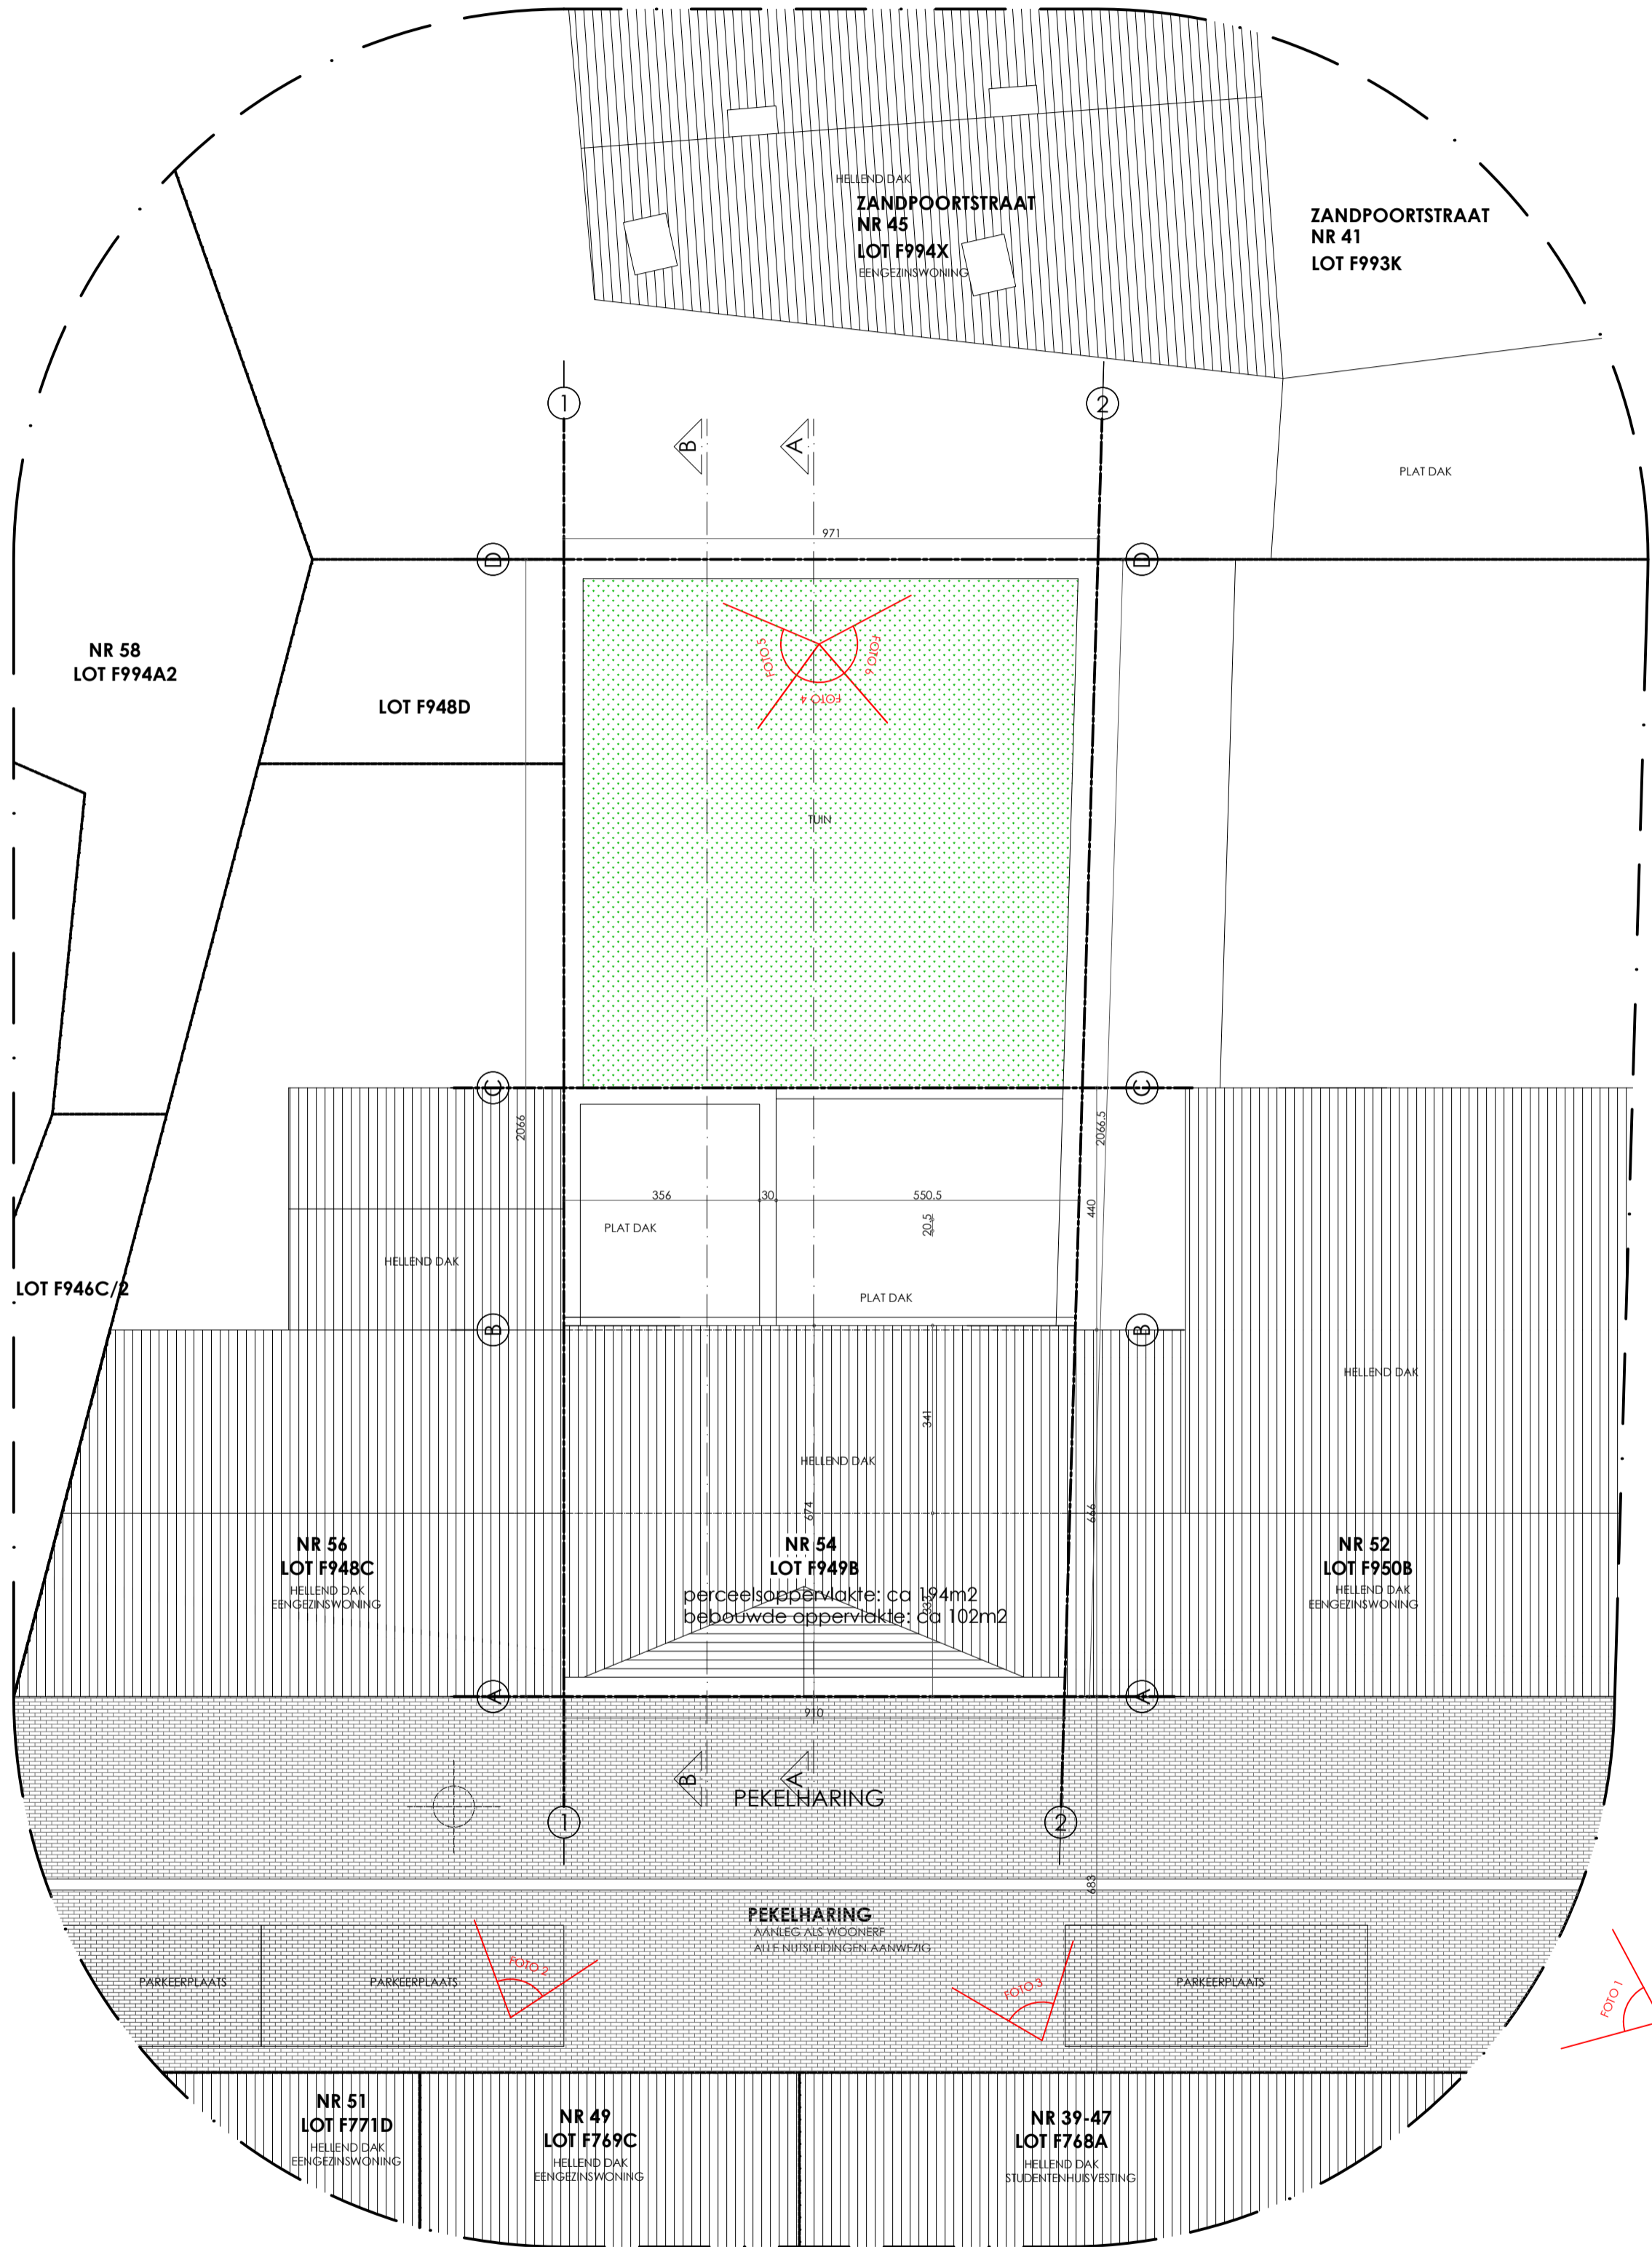 HELLEND DAK
ZANDPOORTSTRAAT
NR 45
LOT F994X
EENGEZINSWONING
ZANDPOORTSTRAAT
NR 41
LOT F993K
1
2
B
A
PLAT DAK
971
D
D
NR 58
LOT F994A2
LOT F948D
FOTO 5
FOTO 6
FOTO 4
TUIN
C
C
2066
2066.5
356
30
550.5
20.5
440
PLAT DAK
HELLEND DAK
PLAT DAK
LOT F946C/2
B
B
HELLEND DAK
341
HELLEND DAK
674
666
NR 56
LOT F948C
HELLEND DAK
EENGEZINSWONING
NR 54
LOT F949B
perceelsoppervlakte: ca 194m2
bebouwde oppervlakte: ca 102m2
NR 52
LOT F950B
HELLEND DAK
EENGEZINSWONING
A
A
910
B
A
PEKELHARING
1
2
683
PEKELHARING
AANLEG ALS WOONERF
ALLE NUTSLEIDINGEN AANWEZIG
PARKEERPLAATS
PARKEERPLAATS
FOTO 2
FOTO 3
PARKEERPLAATS
FOTO 1
NR 51
LOT F771D
HELLEND DAK
EENGEZINSWONING
NR 49
LOT F769C
HELLEND DAK
EENGEZINSWONING
NR 39-47
LOT F768A
HELLEND DAK
STUDENTENHUISVESTING